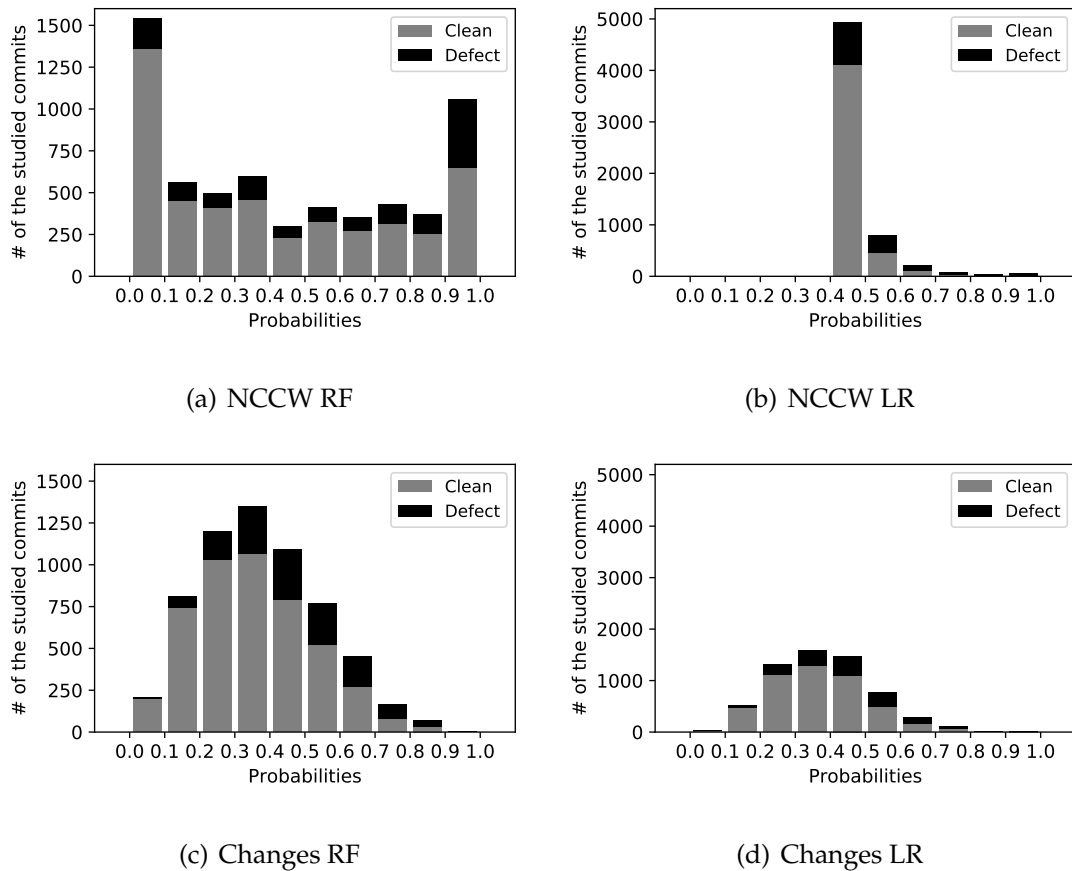 # of the studied commits
1500
1250
1000
750
500
250
0
Clean
Defect
0.0 0.1 0.2 0.3 0.4 0.5 0.6 0.7 0.8 0.9 1.0
Probabilities
(a) NCCW RF
# of the studied commits
5000
4000
3000
2000
1000
0
Clean
Defect
0.0 0.1 0.2 0.3 0.4 0.5 0.6 0.7 0.8 0.9 1.0
Probabilities
(b) NCCW LR
# of the studied commits
1500
1250
1000
750
500
250
0
Clean
Defect
0.0 0.1 0.2 0.3 0.4 0.5 0.6 0.7 0.8 0.9 1.0
Probabilities
(c) Changes RF
# of the studied commits
5000
4000
3000
2000
1000
0
Clean
Defect
0.0 0.1 0.2 0.3 0.4 0.5 0.6 0.7 0.8 0.9 1.0
Probabilities
(d) Changes LR